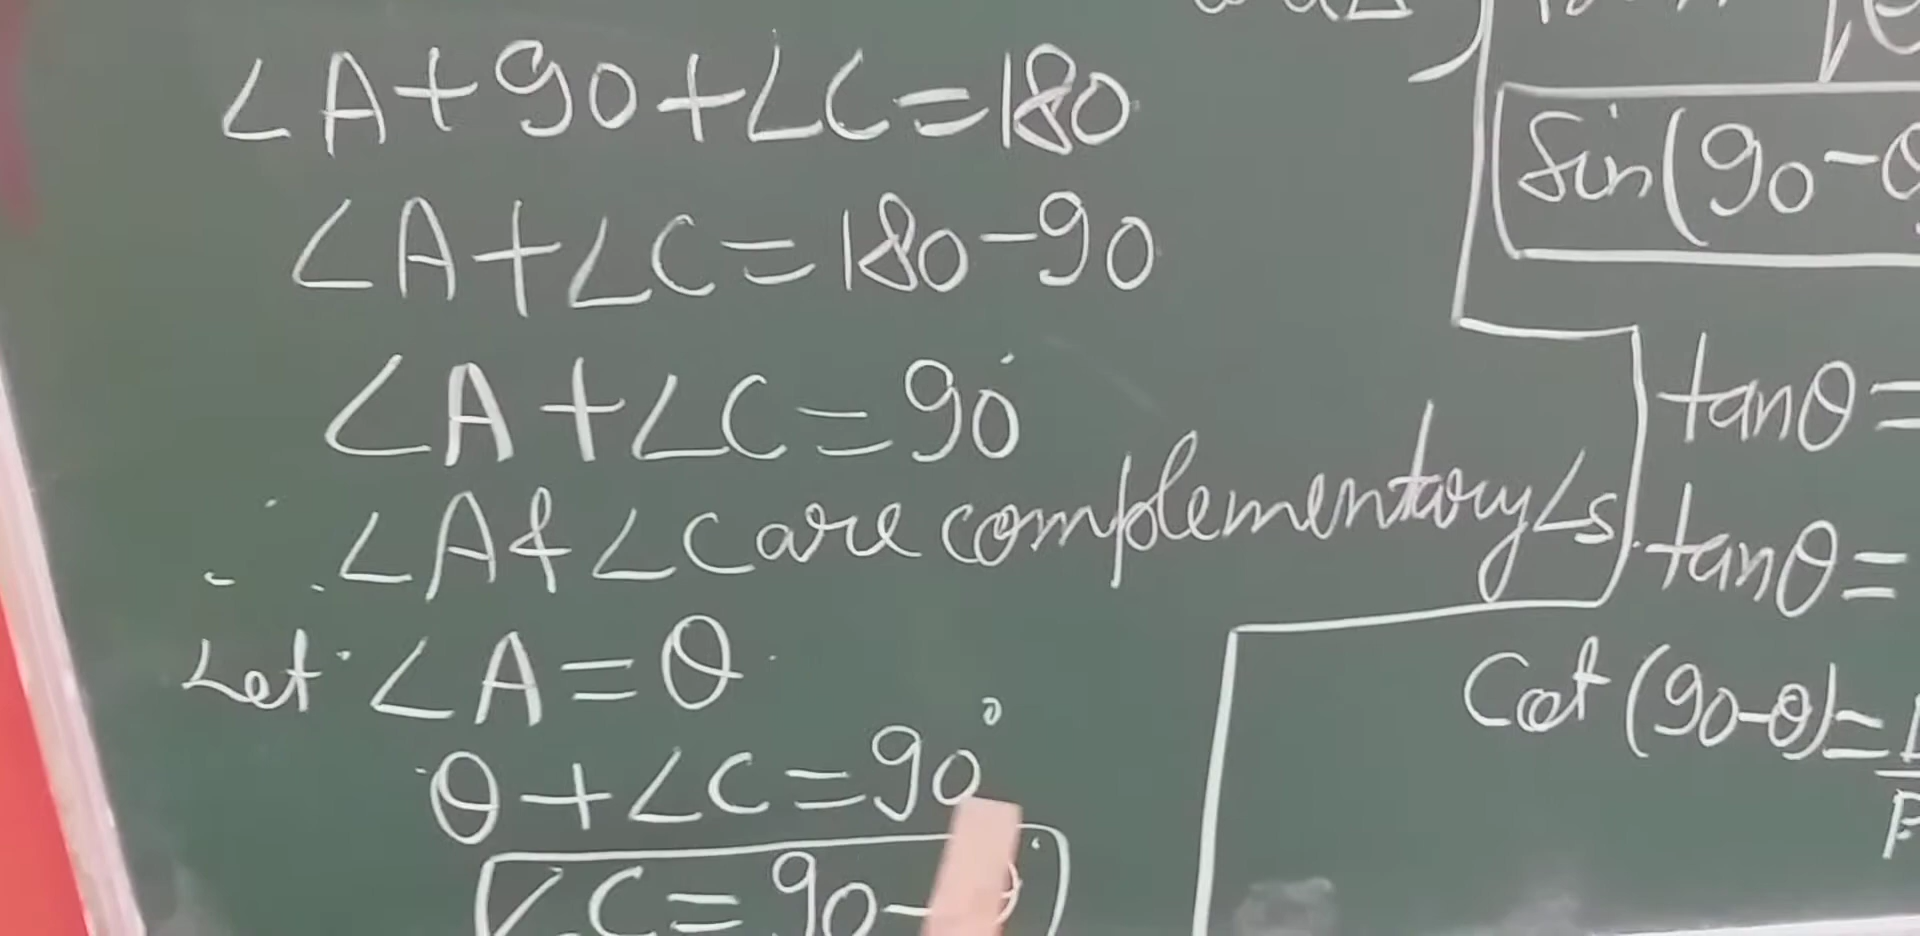 ∠A+90+∠C=180
∠A+∠C=180-90
∠A+∠C=90°
∴ ∠A & ∠C are complementary ∠s.
Let ∠A=θ
θ+∠C=90°
∠C=90-
Sin(90-θ
tanθ=
tanθ=
Cot(90-θ)=